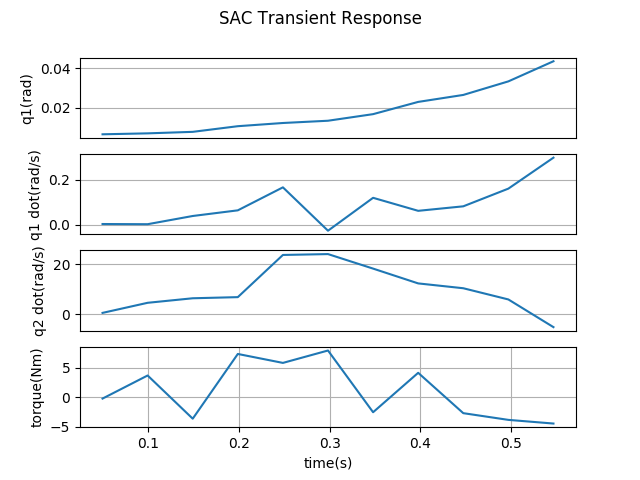 SAC Transient Response
0.04
0.02
q1(rad)
0.2
0.0
q1 dot(rad/s)
20
0
q2 dot(rad/s)
5
0
−5
torque(Nm)
0.1 0.2 0.3 0.4 0.5
time(s)